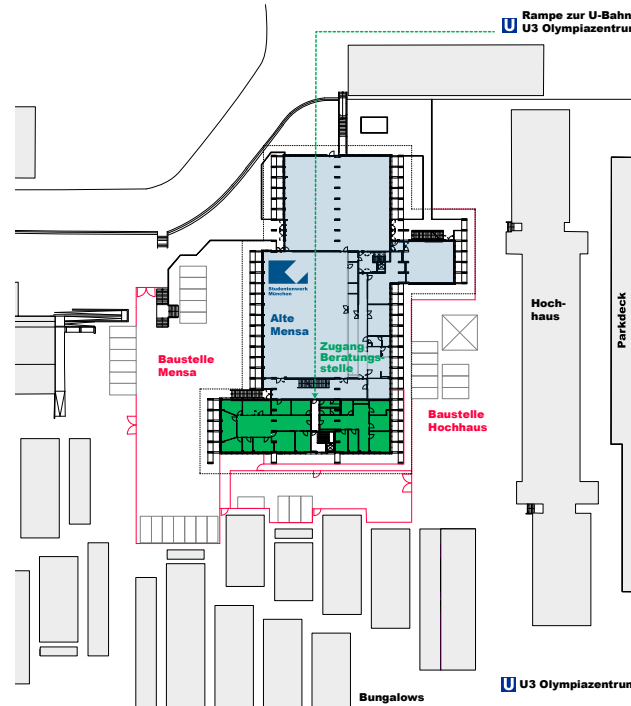 U Rampe zur U-Bahn
U3 Olympiazentrum
Studentenwerk
München
Alte
Mensa
Zugang
Beratungs-
stelle
Baustelle
Mensa
Baustelle
Hochhaus
Hoch-
haus
Parkdeck
Bungalows
U U3 Olympiazentrum